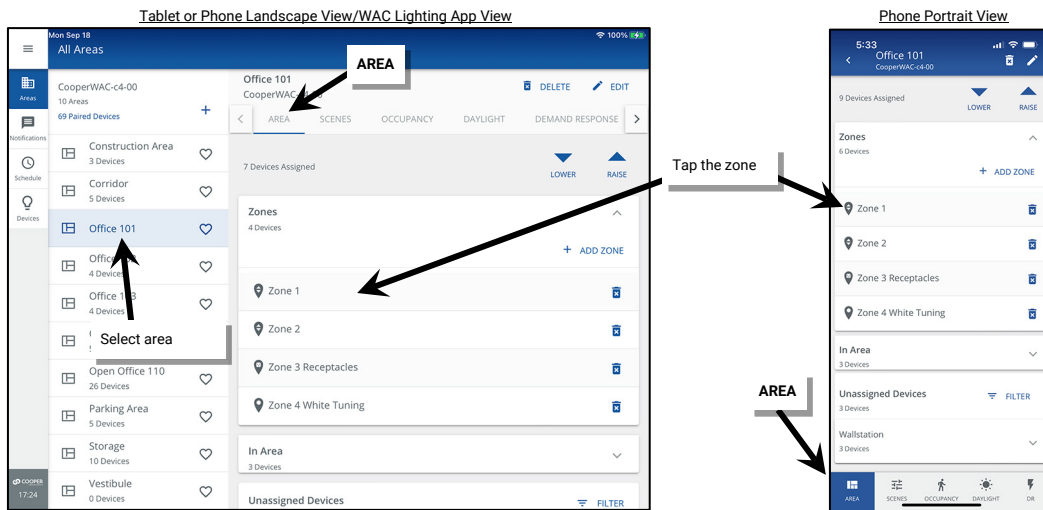 Tablet or Phone Landscape View/WAC Lighting App View
Mon Sep 18
100%
All Areas
Areas
Notifications
Schedule
Devices
COOPER
17:24
CooperWAC-c4-00
10 Areas
69 Paired Devices
+
Construction Area
3 Devices
Corridor
5 Devices
Office 101
Office
4 Devices
Office
4 Devices
Select area
Open Office 110
26 Devices
Parking Area
5 Devices
Storage
10 Devices
Vestibule
0 Devices
Office 101
DELETE
EDIT
AREA
AREA
SCENES
OCCUPANCY
DAYLIGHT
DEMAND RESPONSE
7 Devices Assigned
LOWER
RAISE
Zones
4 Devices
+ ADD ZONE
Zone 1
Zone 2
Zone 3 Receptacles
Zone 4 White Tuning
In Area
3 Devices
Unassigned Devices
FILTER
Tap the zone
Phone Portrait View
5:33
Office 101
CooperWAC-c4-00
9 Devices Assigned
LOWER
RAISE
Zones
6 Devices
+ ADD ZONE
Zone 1
Zone 2
Zone 3 Receptacles
Zone 4 White Tuning
In Area
3 Devices
Unassigned Devices
3 Devices
FILTER
Wallstation
3 Devices
AREA
AREA
SCENES
OCCUPANCY
DAYLIGHT
DR